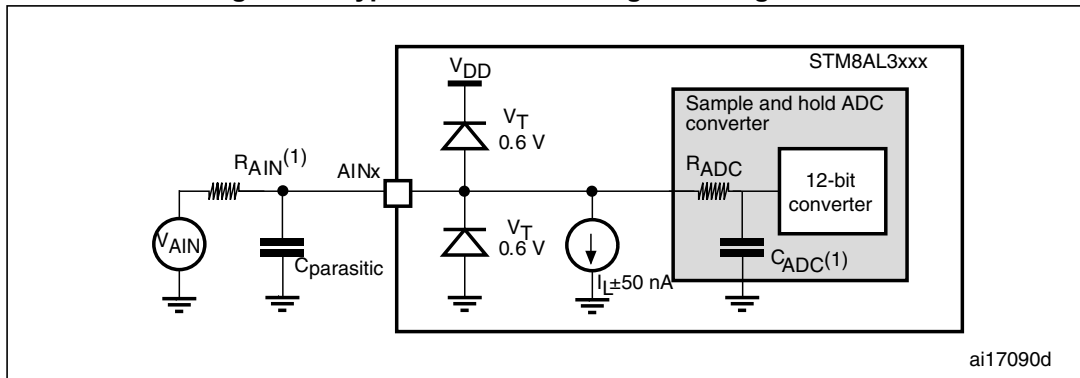 STM8AL3xxx
VDD
Sample and hold ADC
converter
VT
0.6 V
RAIN(1)
AINx
RADC
12-bit
converter
VAIN
Cparasitic
VT
0.6 V
IL±50 nA
CADC(1)
ai17090d